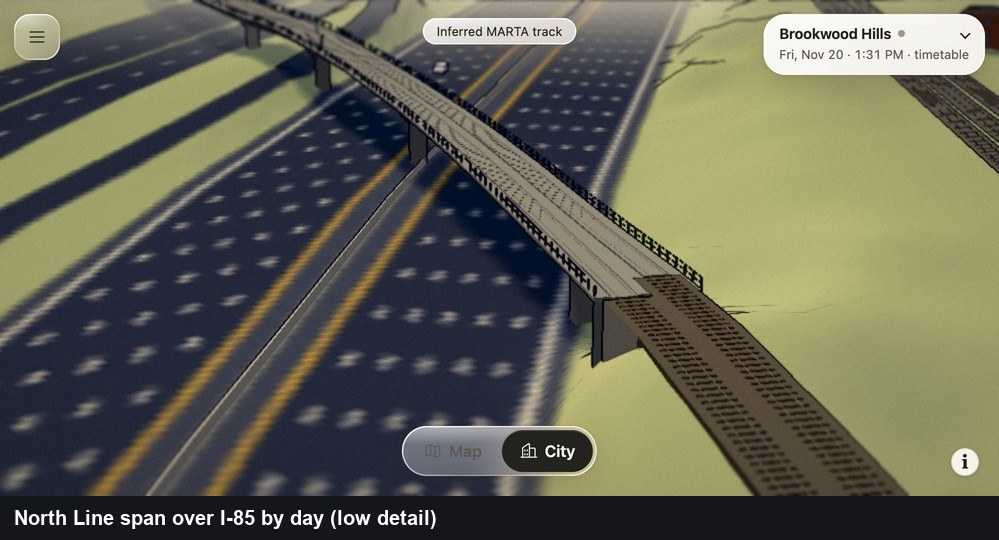 Inferred MARTA track
Brookwood Hills
Fri, Nov 20 · 1:31 PM · timetable
Map
City
i
North Line span over I-85 by day (low detail)